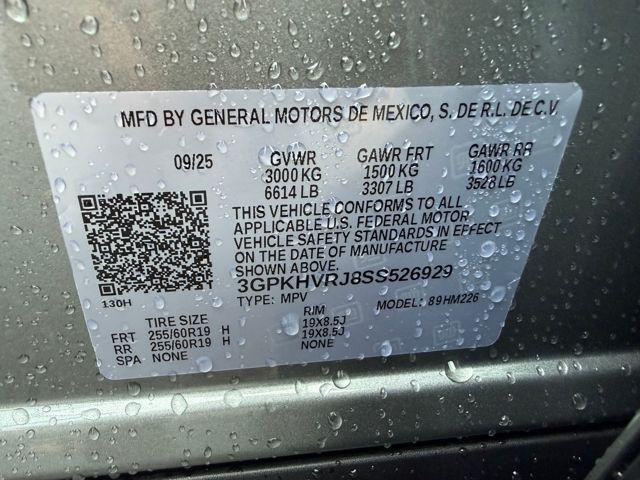 MFD BY GENERAL MOTORS DE MEXICO, S. DE R.L. DE C.V
09/25 GVWR GAWR FRT GAWR RR
3000 KG 1500 KG 1600 KG
6614 LB 3307 LB 3528 LB
THIS VEHICLE CONFORMS TO ALL
APPLICABLE U.S. FEDERAL MOTOR
VEHICLE SAFETY STANDARDS IN EFFECT
ON THE DATE OF MANUFACTURE
SHOWN ABOVE.
3GPKHVRJ8SS526929
130H TYPE: MPV MODEL: 89HM226
TIRE SIZE RIM
FRT 255/60R19 H 19X8.5J
RR 255/60R19 H 19X8.5J
SPA NONE NONE